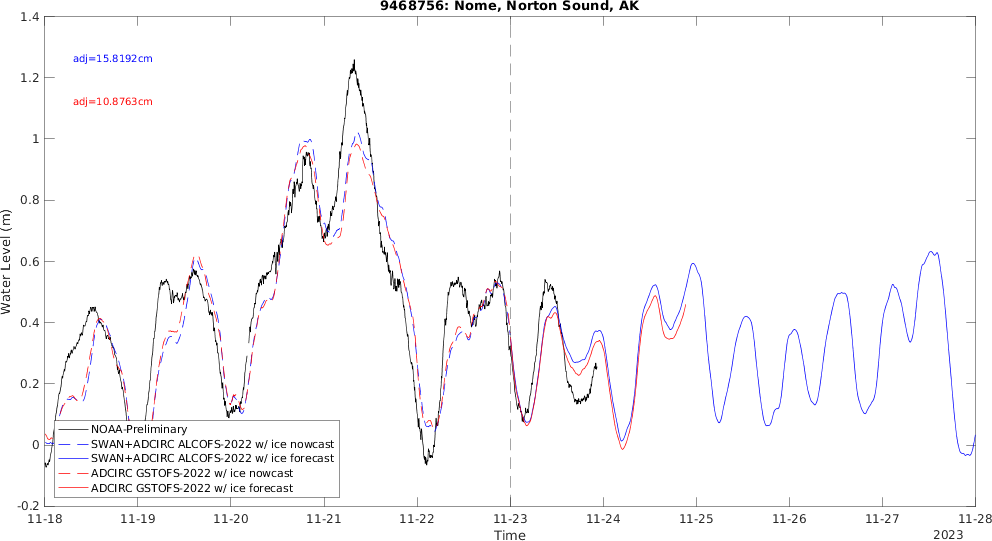 9468756: Nome, Norton Sound, AK
1.4
1.2
1
0.8
0.6
0.4
0.2
0
-0.2
Water Level (m)
adj=15.8192cm
adj=10.8763cm
NOAA-Preliminary
SWAN+ADCIRC ALCOFS-2022 w/ ice nowcast
SWAN+ADCIRC ALCOFS-2022 w/ ice forecast
ADCIRC GSTOFS-2022 w/ ice nowcast
ADCIRC GSTOFS-2022 w/ ice forecast
11-18 11-19 11-20 11-21 11-22 11-23 11-24 11-25 11-26 11-27 11-28
Time
2023